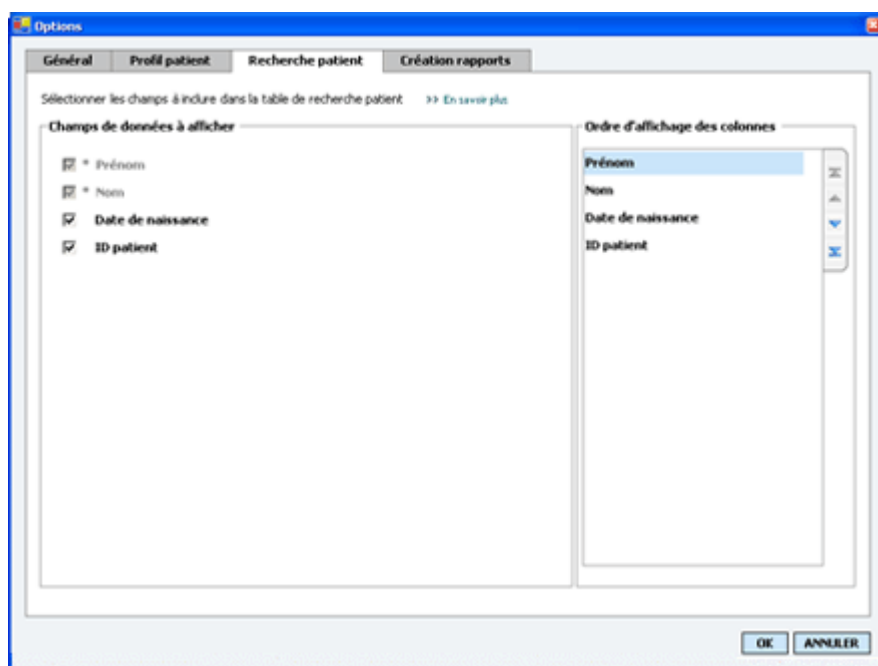 Options
Général Profil patient Recherche patient Création rapports
Sélectionner les champs à indure dans la table de recherche patient >> En savoir plus
Champs de données à afficher
Ordre d'affichage des colonnes
* Prénom
* Nom
Date de naissance
ID patient
Prénom
Nom
Date de naissance
ID patient
OK ANNULER